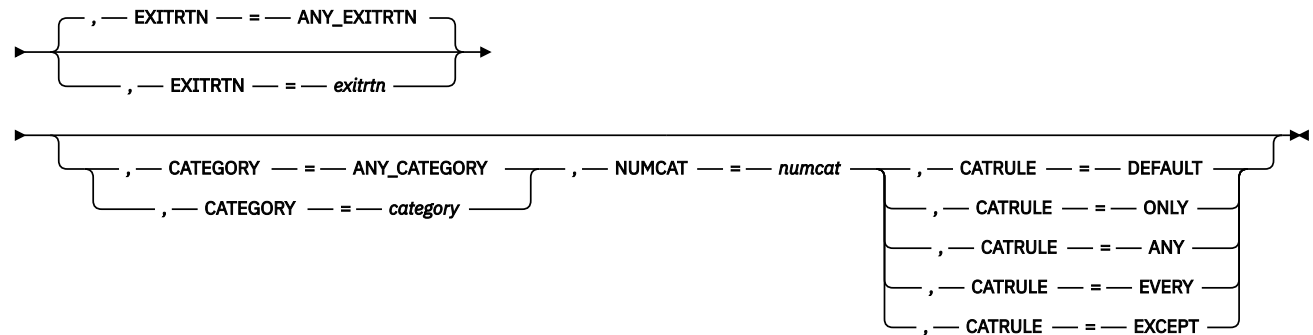 , EXITRTN = ANY_EXITRTN
, EXITRTN = exitrtn
, CATEGORY = ANY_CATEGORY , NUMCAT = numcat , CATRULE = DEFAULT
, CATEGORY = category , CATRULE = ONLY
, CATRULE = ANY
, CATRULE = EVERY
, CATRULE = EXCEPT